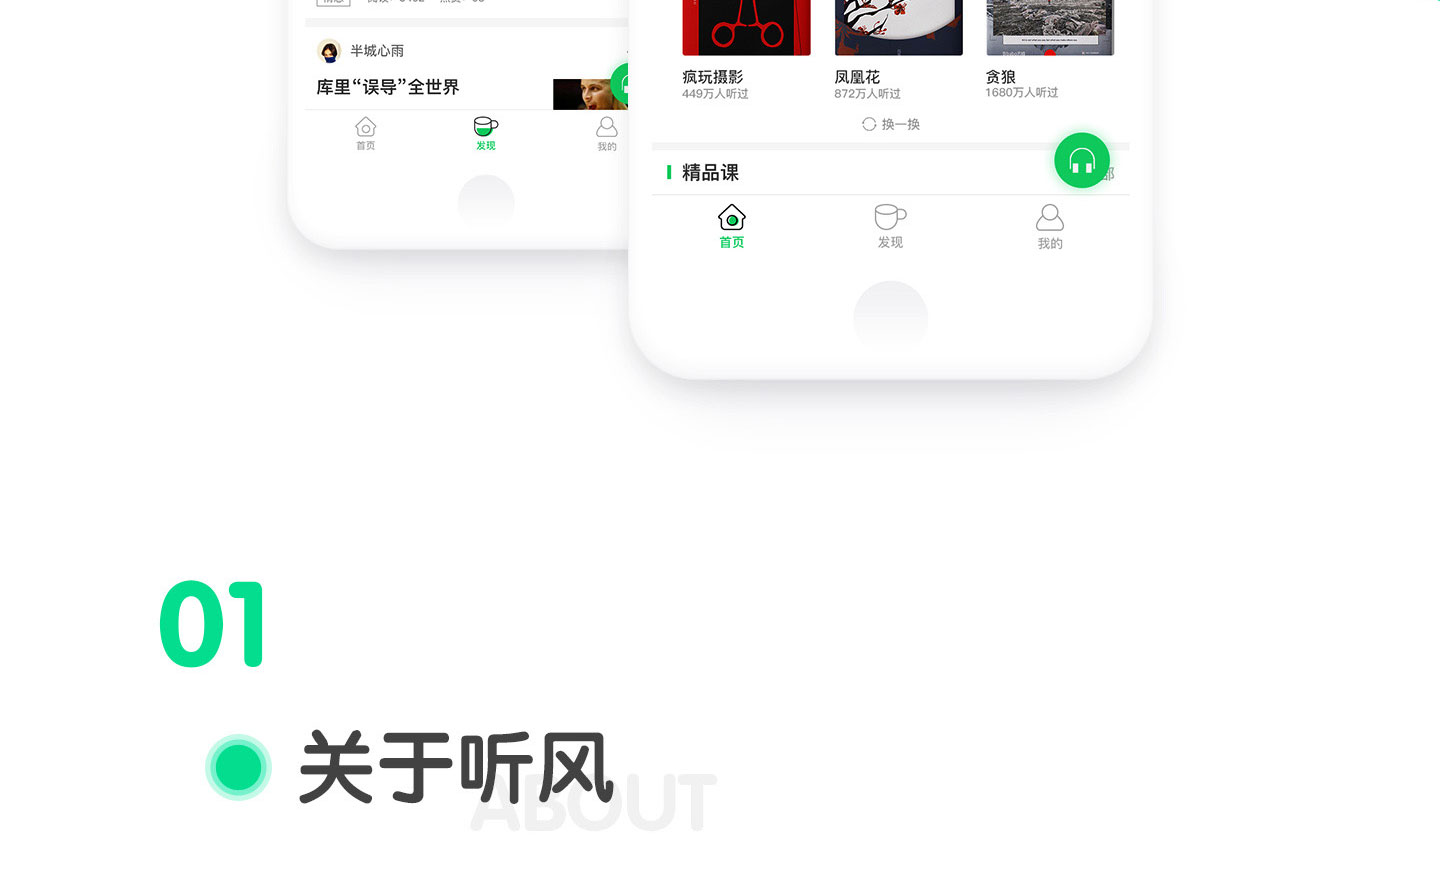 半城心雨
库里“误导”全世界
首页
发现
我的
疯玩摄影
凤凰花
贪狼
449万人听过
872万人听过
1680万人听过
换一换
精品课
部
首页
发现
我的
01
关于听风
ABOUT